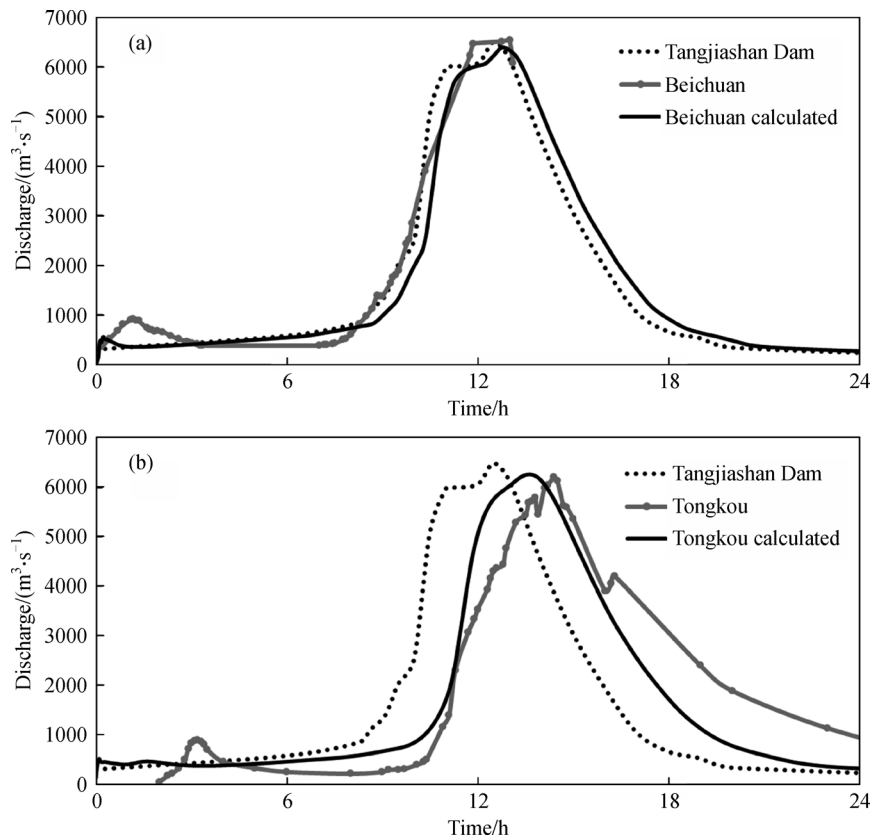 (a)
7000
6000
5000
4000
3000
2000
1000
0
Discharge/(m³·s⁻¹)
Tangjiashan Dam
Beichuan
Beichuan calculated
0 6 12 18 24
Time/h
(b)
7000
6000
5000
4000
3000
2000
1000
0
Discharge/(m³·s⁻¹)
Tangjiashan Dam
Tongkou
Tongkou calculated
0 6 12 18 24
Time/h